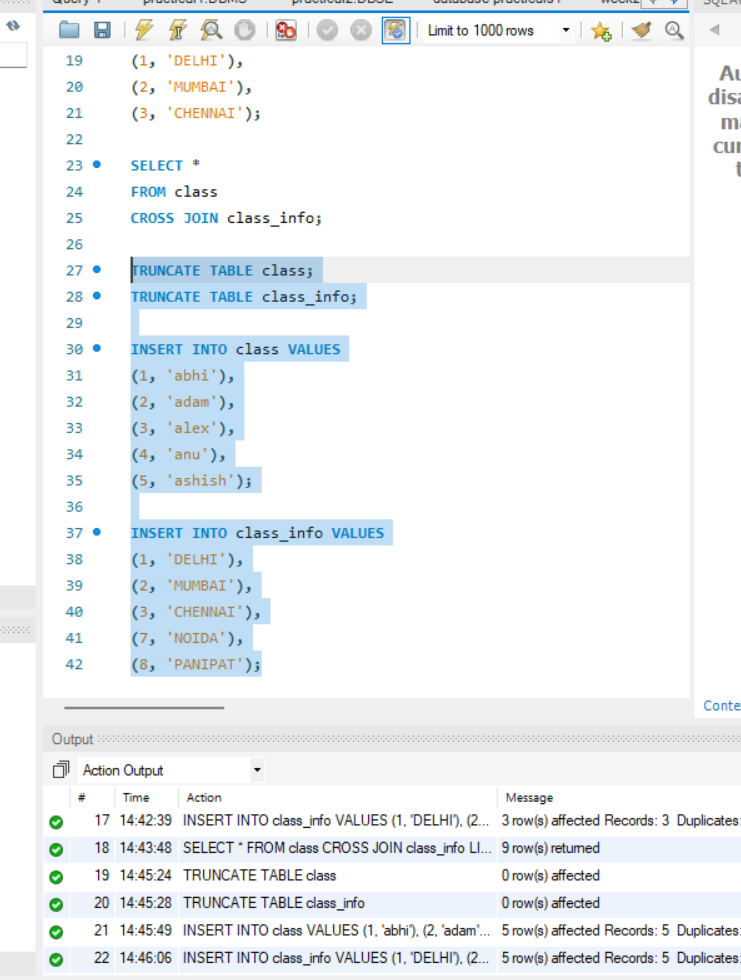 Limit to 1000 rows
19 (1, 'DELHI'),
20 (2, 'MUMBAI'),
21 (3, 'CHENNAI');
22
23 SELECT *
24 FROM class
25 CROSS JOIN class_info;
26
27 TRUNCATE TABLE class;
28 TRUNCATE TABLE class_info;
29
30 INSERT INTO class VALUES
31 (1, 'abhi'),
32 (2, 'adam'),
33 (3, 'alex'),
34 (4, 'anu'),
35 (5, 'ashish');
36
37 INSERT INTO class_info VALUES
38 (1, 'DELHI'),
39 (2, 'MUMBAI'),
40 (3, 'CHENNAI'),
41 (7, 'NOIDA'),
42 (8, 'PANIPAT');
Output
Action Output
# Time Action Message
17 14:42:39 INSERT INTO class_info VALUES (1, 'DELHI'), (2... 3 row(s) affected Records: 3 Duplicates:
18 14:43:48 SELECT * FROM class CROSS JOIN class_info LI... 9 row(s) returned
19 14:45:24 TRUNCATE TABLE class 0 row(s) affected
20 14:45:28 TRUNCATE TABLE class_info 0 row(s) affected
21 14:45:49 INSERT INTO class VALUES (1, 'abhi'), (2, 'adam'... 5 row(s) affected Records: 5 Duplicates:
22 14:46:06 INSERT INTO class_info VALUES (1, 'DELHI'), (2... 5 row(s) affected Records: 5 Duplicates: